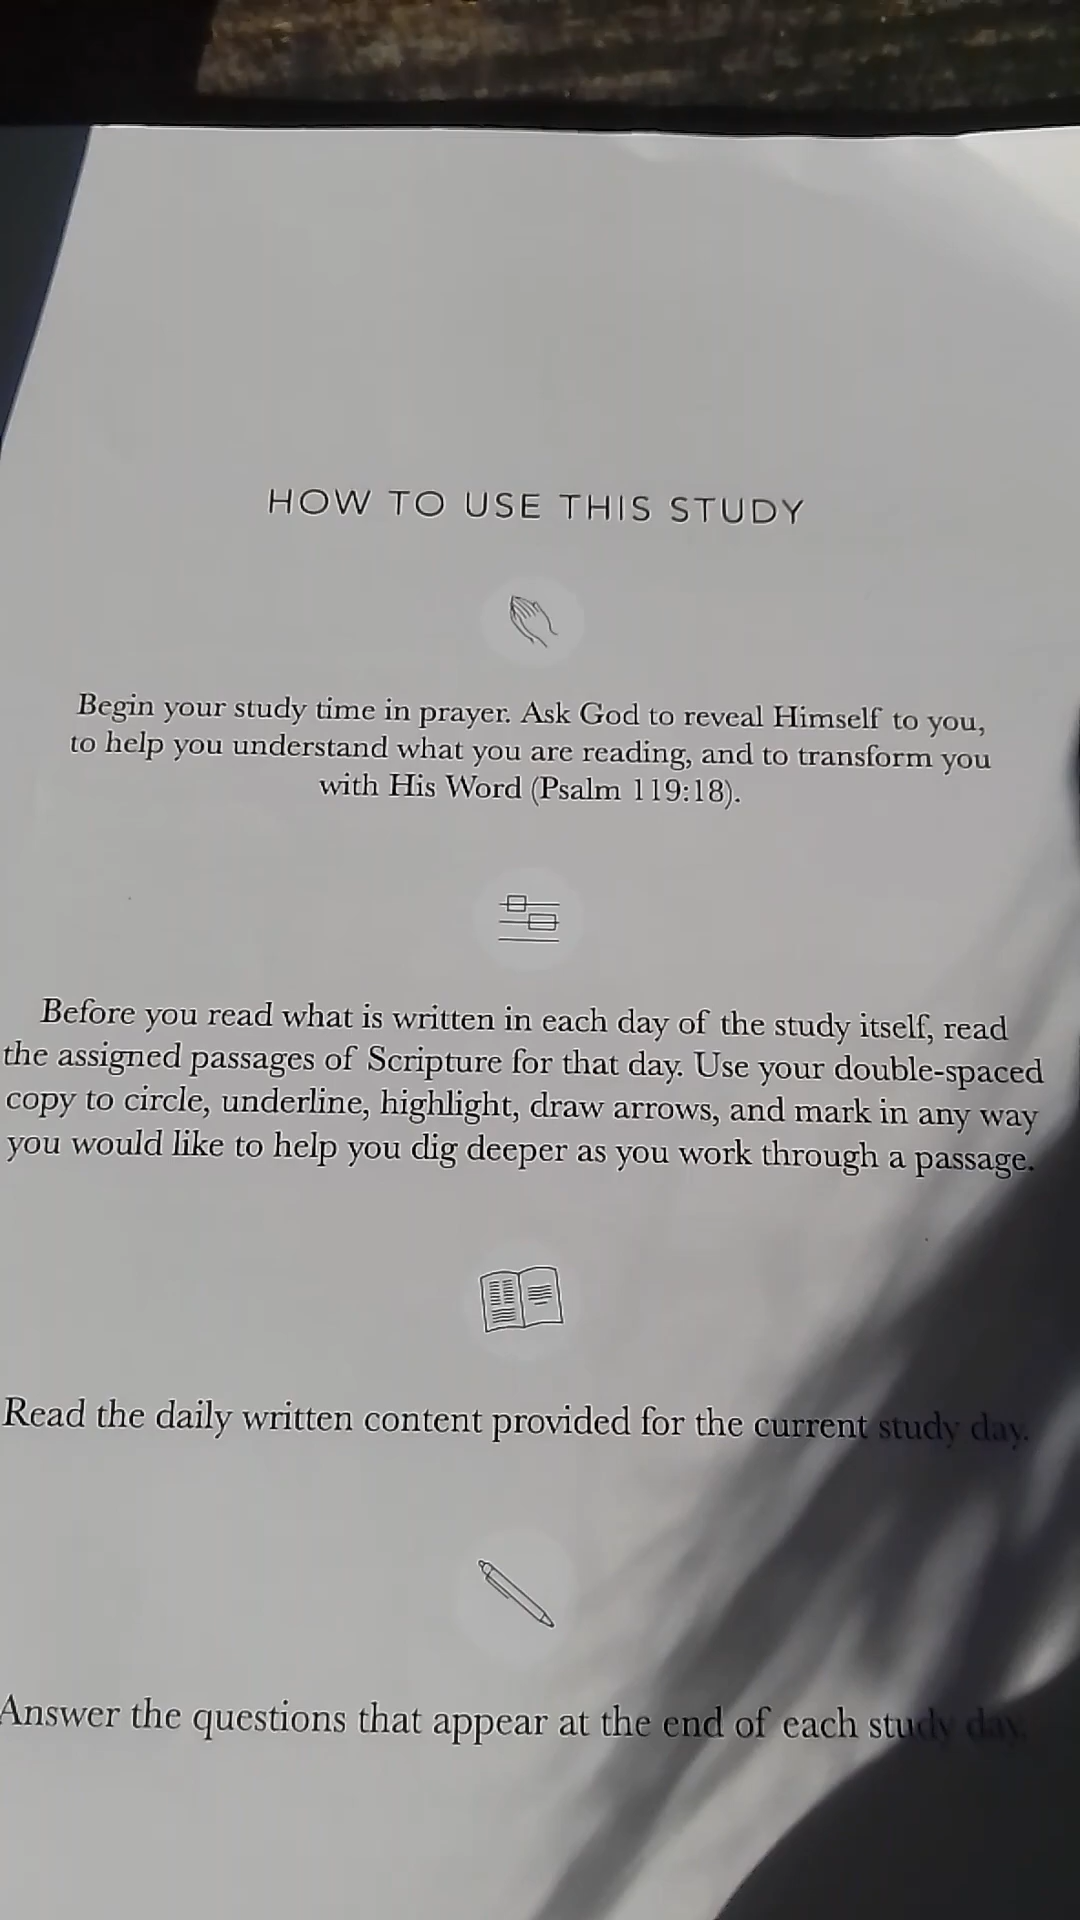 HOW TO USE THIS STUDY
Begin your study time in prayer. Ask God to reveal Himself to you,
to help you understand what you are reading, and to transform you
with His Word (Psalm 119:18).
Before you read what is written in each day of the study itself, read
the assigned passages of Scripture for that day. Use your double-spaced
copy to circle, underline, highlight, draw arrows, and mark in any way
you would like to help you dig deeper as you work through a passage.
Read the daily written content provided for the current study day.
Answer the questions that appear at the end of each study day.